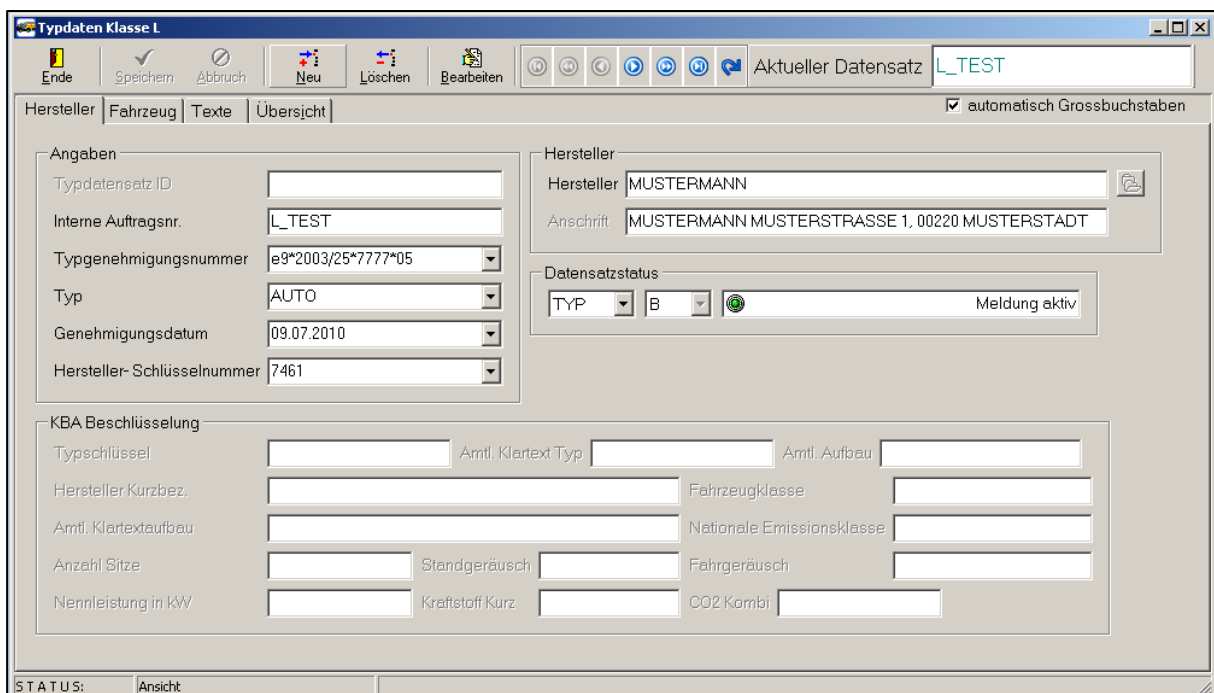 Typdaten Klasse L
Ende Speichern Abbruch Neu Löschen Bearbeiten Aktueller Datensatz L_TEST
Hersteller Fahrzeug Texte Übersicht automatisch Grossbuchstaben
Angaben
Typdatensatz ID
Interne Auftragsnr. L_TEST
Typgenehmigungsnummer e9*2003/25*7777*05
Typ AUTO
Genehmigungsdatum 09.07.2010
Hersteller-Schlüsselnummer 7461
Hersteller
Hersteller MUSTERMANN
Anschrift MUSTERMANN MUSTERSTRASSE 1, 00220 MUSTERSTADT
Datensatzstatus
TYP B Meldung aktiv
KBA Beschlüsselung
Typschlüssel Amtl. Klartext Typ Amtl. Aufbau
Hersteller Kurzbez. Fahrzeugklasse
Amtl. Klartextaufbau Nationale Emissionsklasse
Anzahl Sitze Standgeräusch Fahrgeräusch
Nennleistung in kW Kraftstoff Kurz CO2 Kombi
STATUS: Ansicht